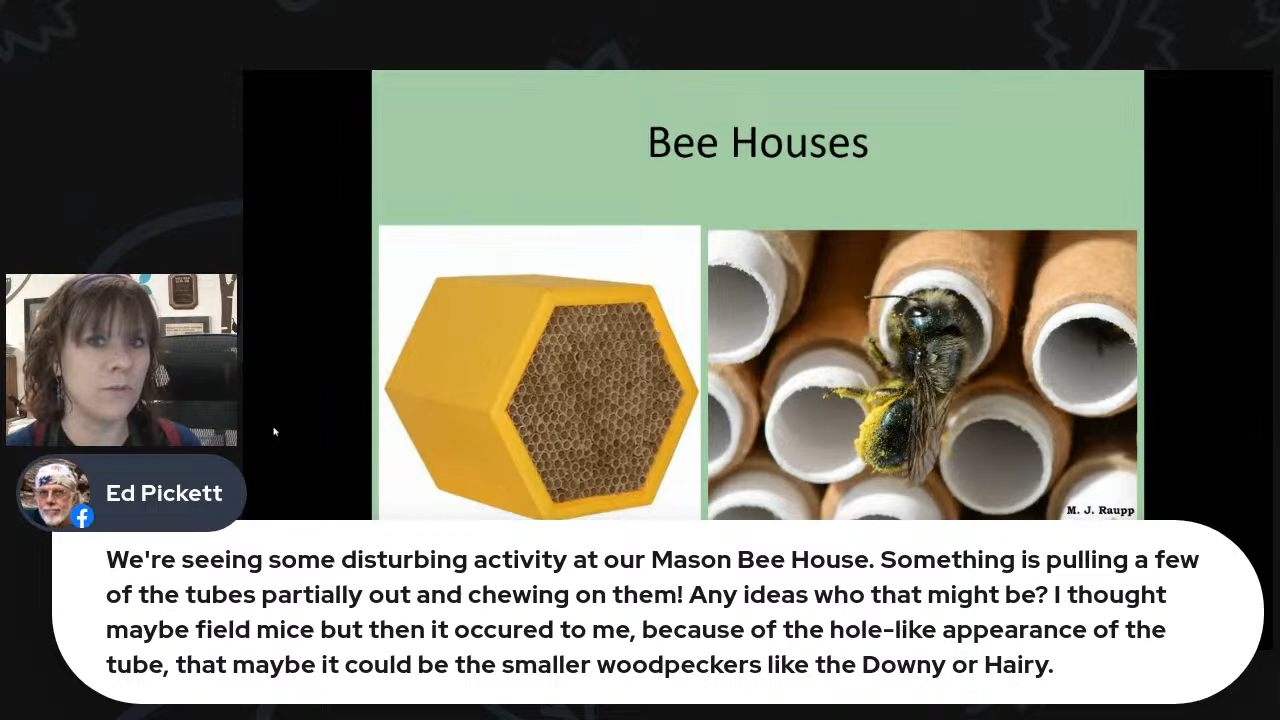 Bee Houses
M. J. Raupp
Ed Pickett
We're seeing some disturbing activity at our Mason Bee House. Something is pulling a few
of the tubes partially out and chewing on them! Any ideas who that might be? I thought
maybe field mice but then it occured to me, because of the hole-like appearance of the
tube, that maybe it could be the smaller woodpeckers like the Downy or Hairy.